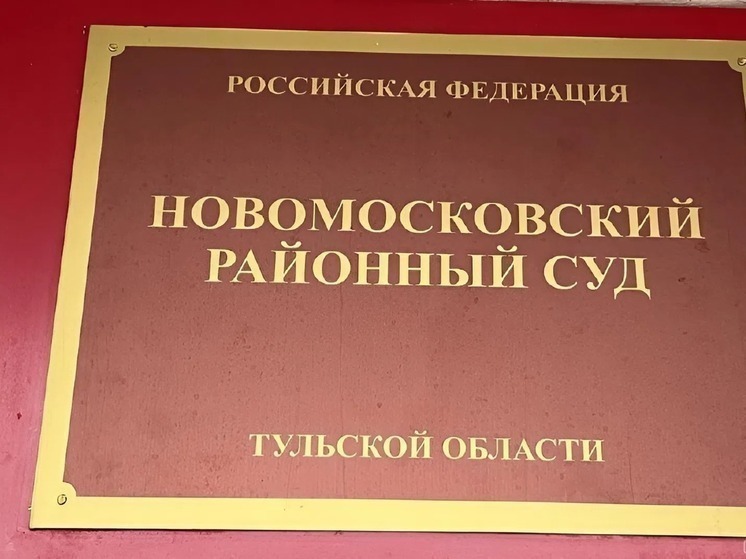 РОССИЙСКАЯ ФЕДЕРАЦИЯ
НОВОМОСКОВСКИЙ
РАЙОННЫЙ СУД
ТУЛЬСКОЙ ОБЛАСТИ